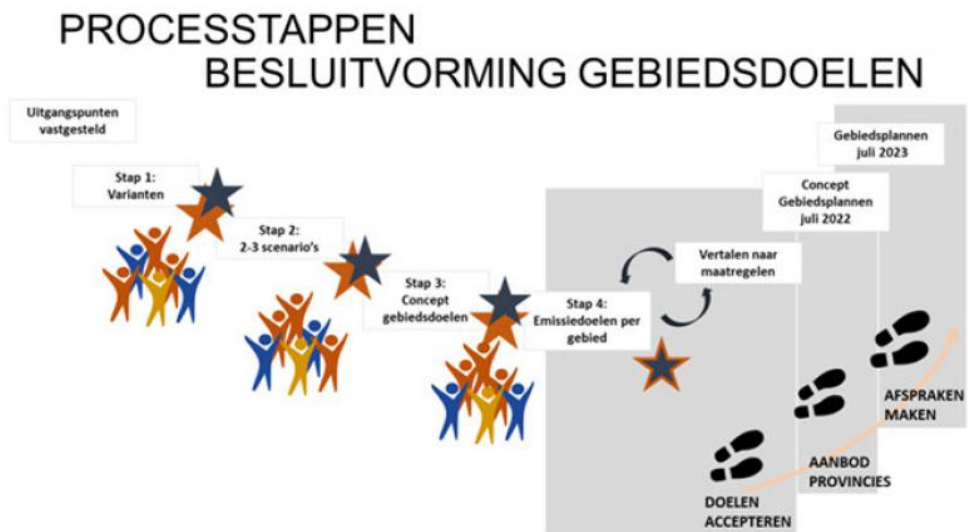 PROCESSTAPPEN
BESLUITVORMING GEBIEDSDOELEN
Uitgangspunten
vastgesteld
Stap 1:
Varianten
Stap 2:
2-3 scenario's
Stap 3:
Concept
gebiedsdoelen
Stap 4:
Emissiedoelen per
gebied
Vertalen naar
maatregelen
Concept
Gebiedsplannen
juli 2022
Gebiedsplannen
juli 2023
DOELEN
ACCEPTEREN
AANBOD
PROVINCIES
AFSPRAKEN
MAKEN